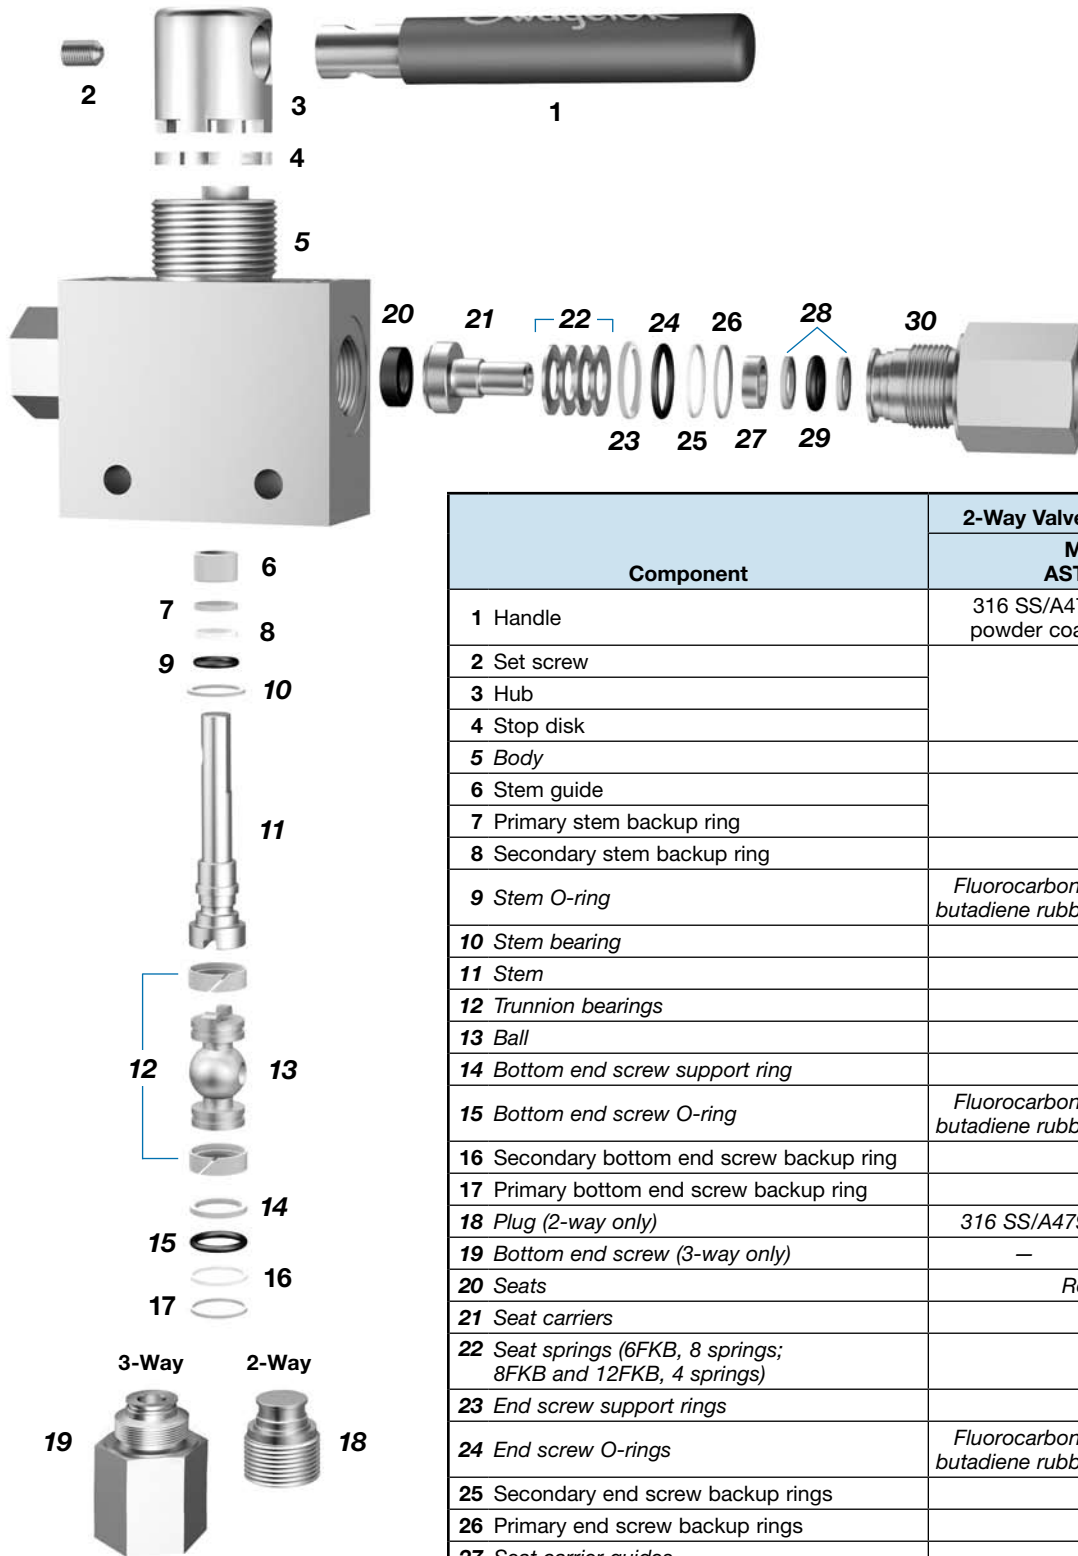 Swagelok
2
3
1
4
5
20
21
22
24
26
28
30
23
25
27
29
6
7
8
9
10
11
12
13
14
15
16
17
3-Way
2-Way
19
18
Component
2-Way Valve
M
AST
1 Handle
316 SS/A47
powder coa
2 Set screw
3 Hub
4 Stop disk
5 Body
6 Stem guide
7 Primary stem backup ring
8 Secondary stem backup ring
9 Stem O-ring
Fluorocarbon
butadiene rubb
10 Stem bearing
11 Stem
12 Trunnion bearings
13 Ball
14 Bottom end screw support ring
15 Bottom end screw O-ring
Fluorocarbon
butadiene rubb
16 Secondary bottom end screw backup ring
17 Primary bottom end screw backup ring
18 Plug (2-way only)
316 SS/A479
19 Bottom end screw (3-way only)
—
20 Seats
21 Seat carriers
22 Seat springs (6FKB, 8 springs;
8FKB and 12FKB, 4 springs)
23 End screw support rings
24 End screw O-rings
Fluorocarbon
butadiene rubb
25 Secondary end screw backup rings
26 Primary end screw backup rings
27 Seat carrier guides